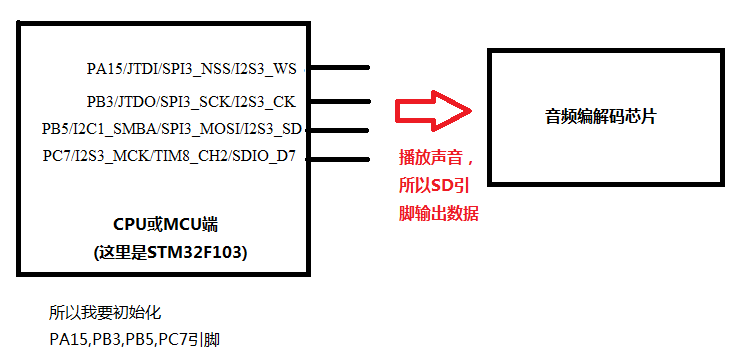 PA15/JTDI/SPI3_NSS/I2S3_WS
PB3/JTDO/SPI3_SCK/I2S3_CK
PB5/I2C1_SMBA/SPI3_MOSI/I2S3_SD
PC7/I2S3_MCK/TIM8_CH2/SDIO_D7
CPU或MCU端
(这里是STM32F103)
播放声音，
所以SD引
脚输出数据
音频编解码芯片
所以我要初始化
PA15,PB3,PB5,PC7引脚